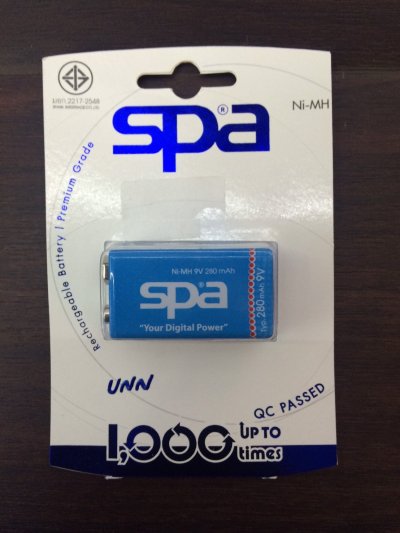 มอก.2217-2548
spa®
Ni-MH
Rechargeable Battery | Premium Grade
Ni-MH 9V 280 mAh
spa®
"Your Digital Power"
Typ. 280 mAh 9V
UNN
QC PASSED
1,000 UP TO
times